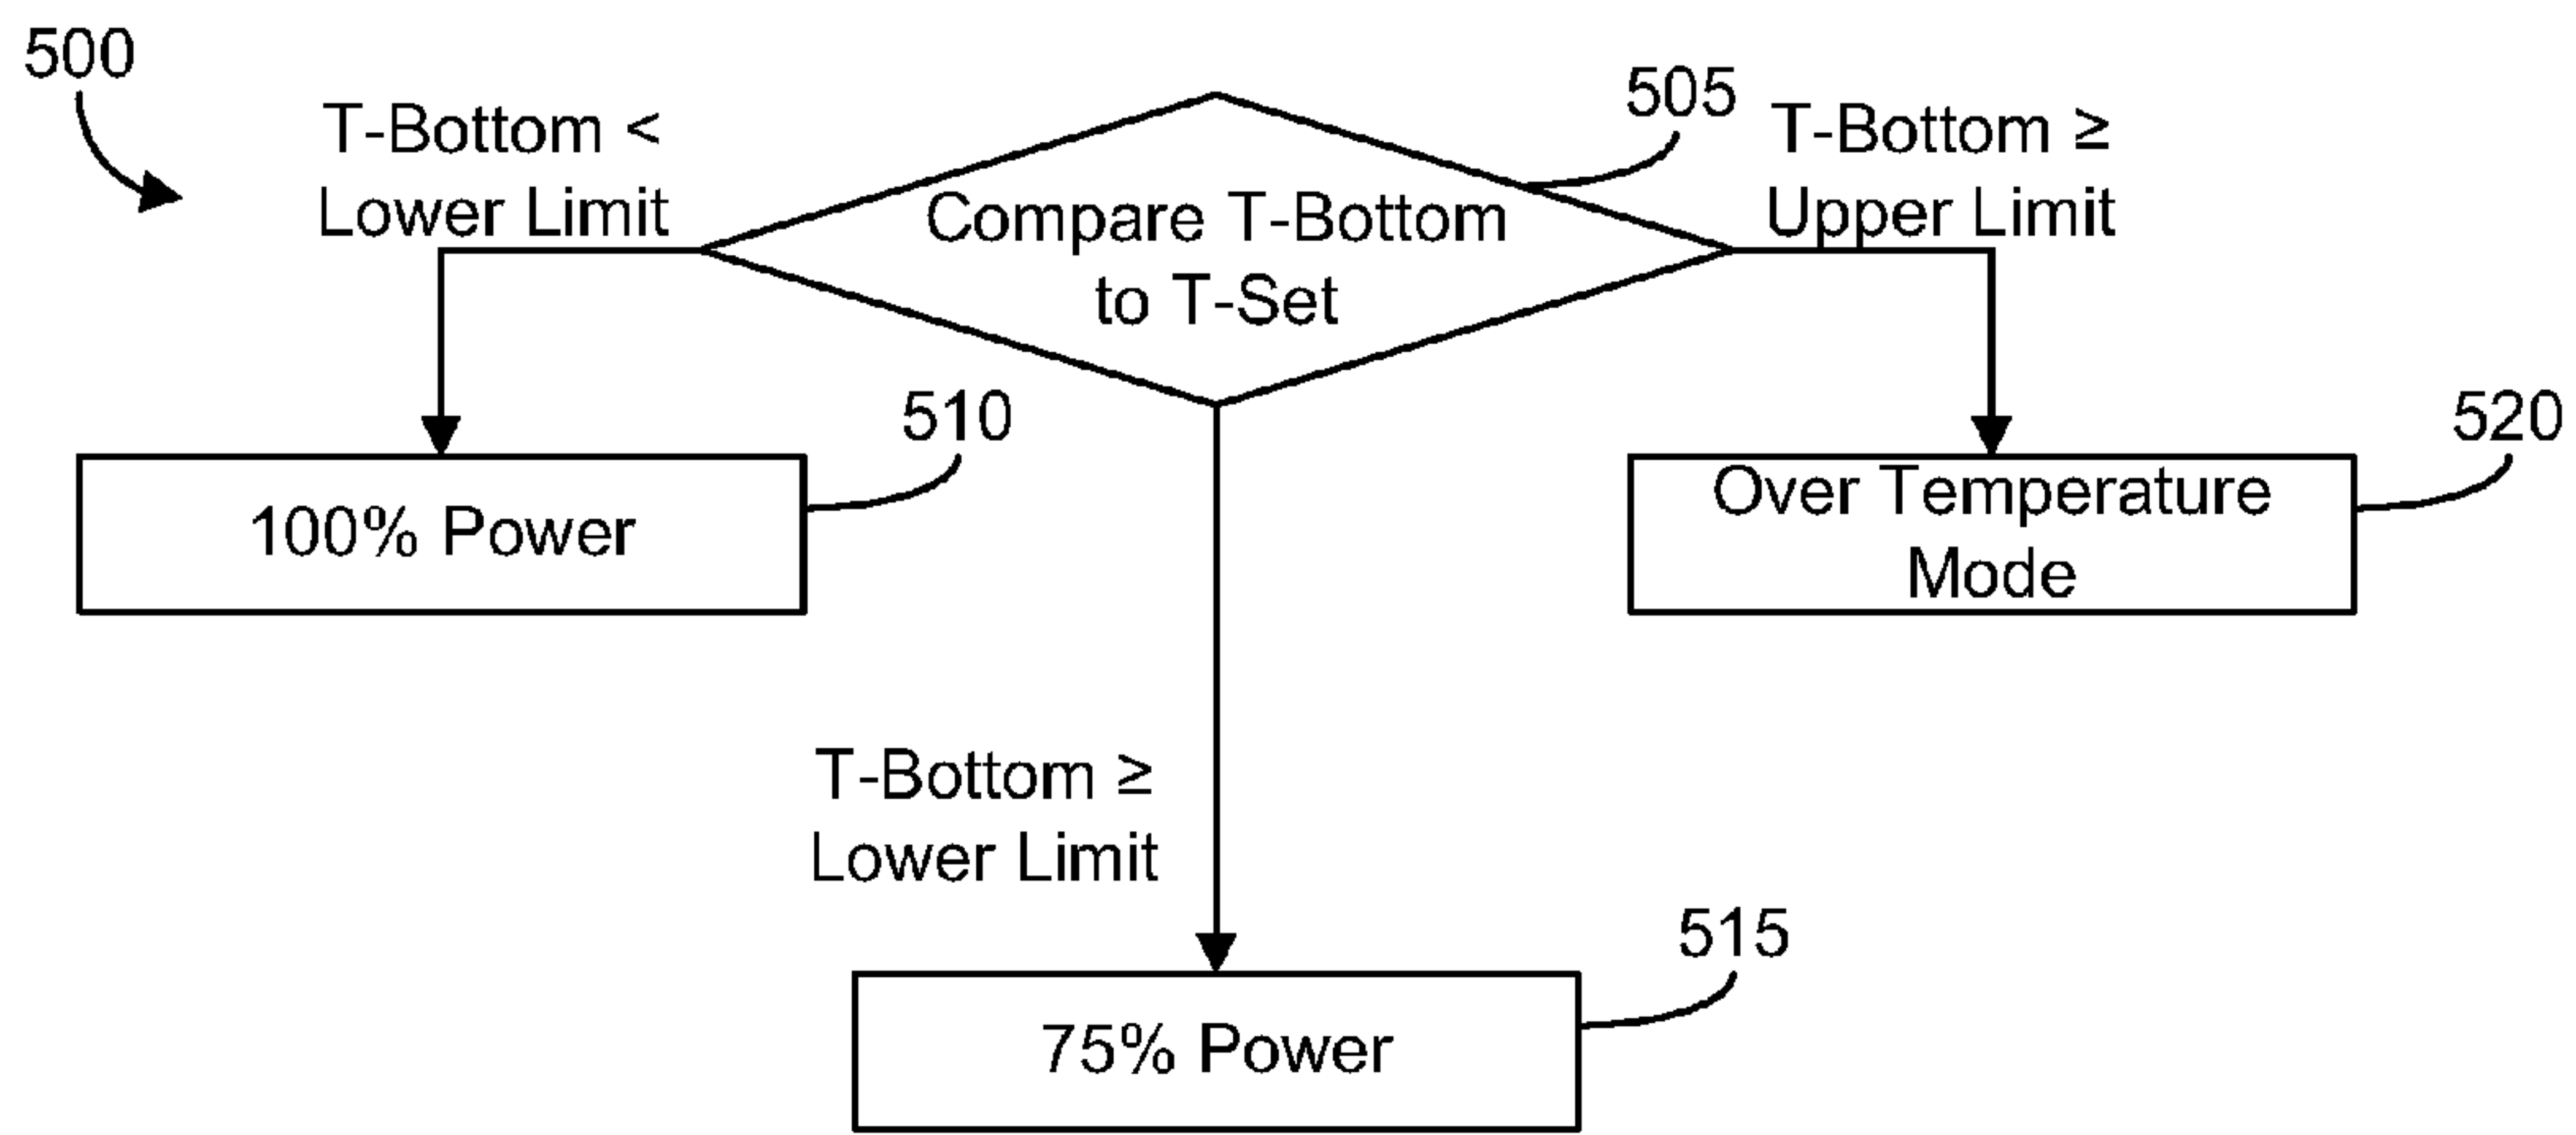 500
T-Bottom <
Lower Limit
505
T-Bottom ≥
Upper Limit
Compare T-Bottom
to T-Set
510
100% Power
520
Over Temperature
Mode
T-Bottom ≥
Lower Limit
515
75% Power